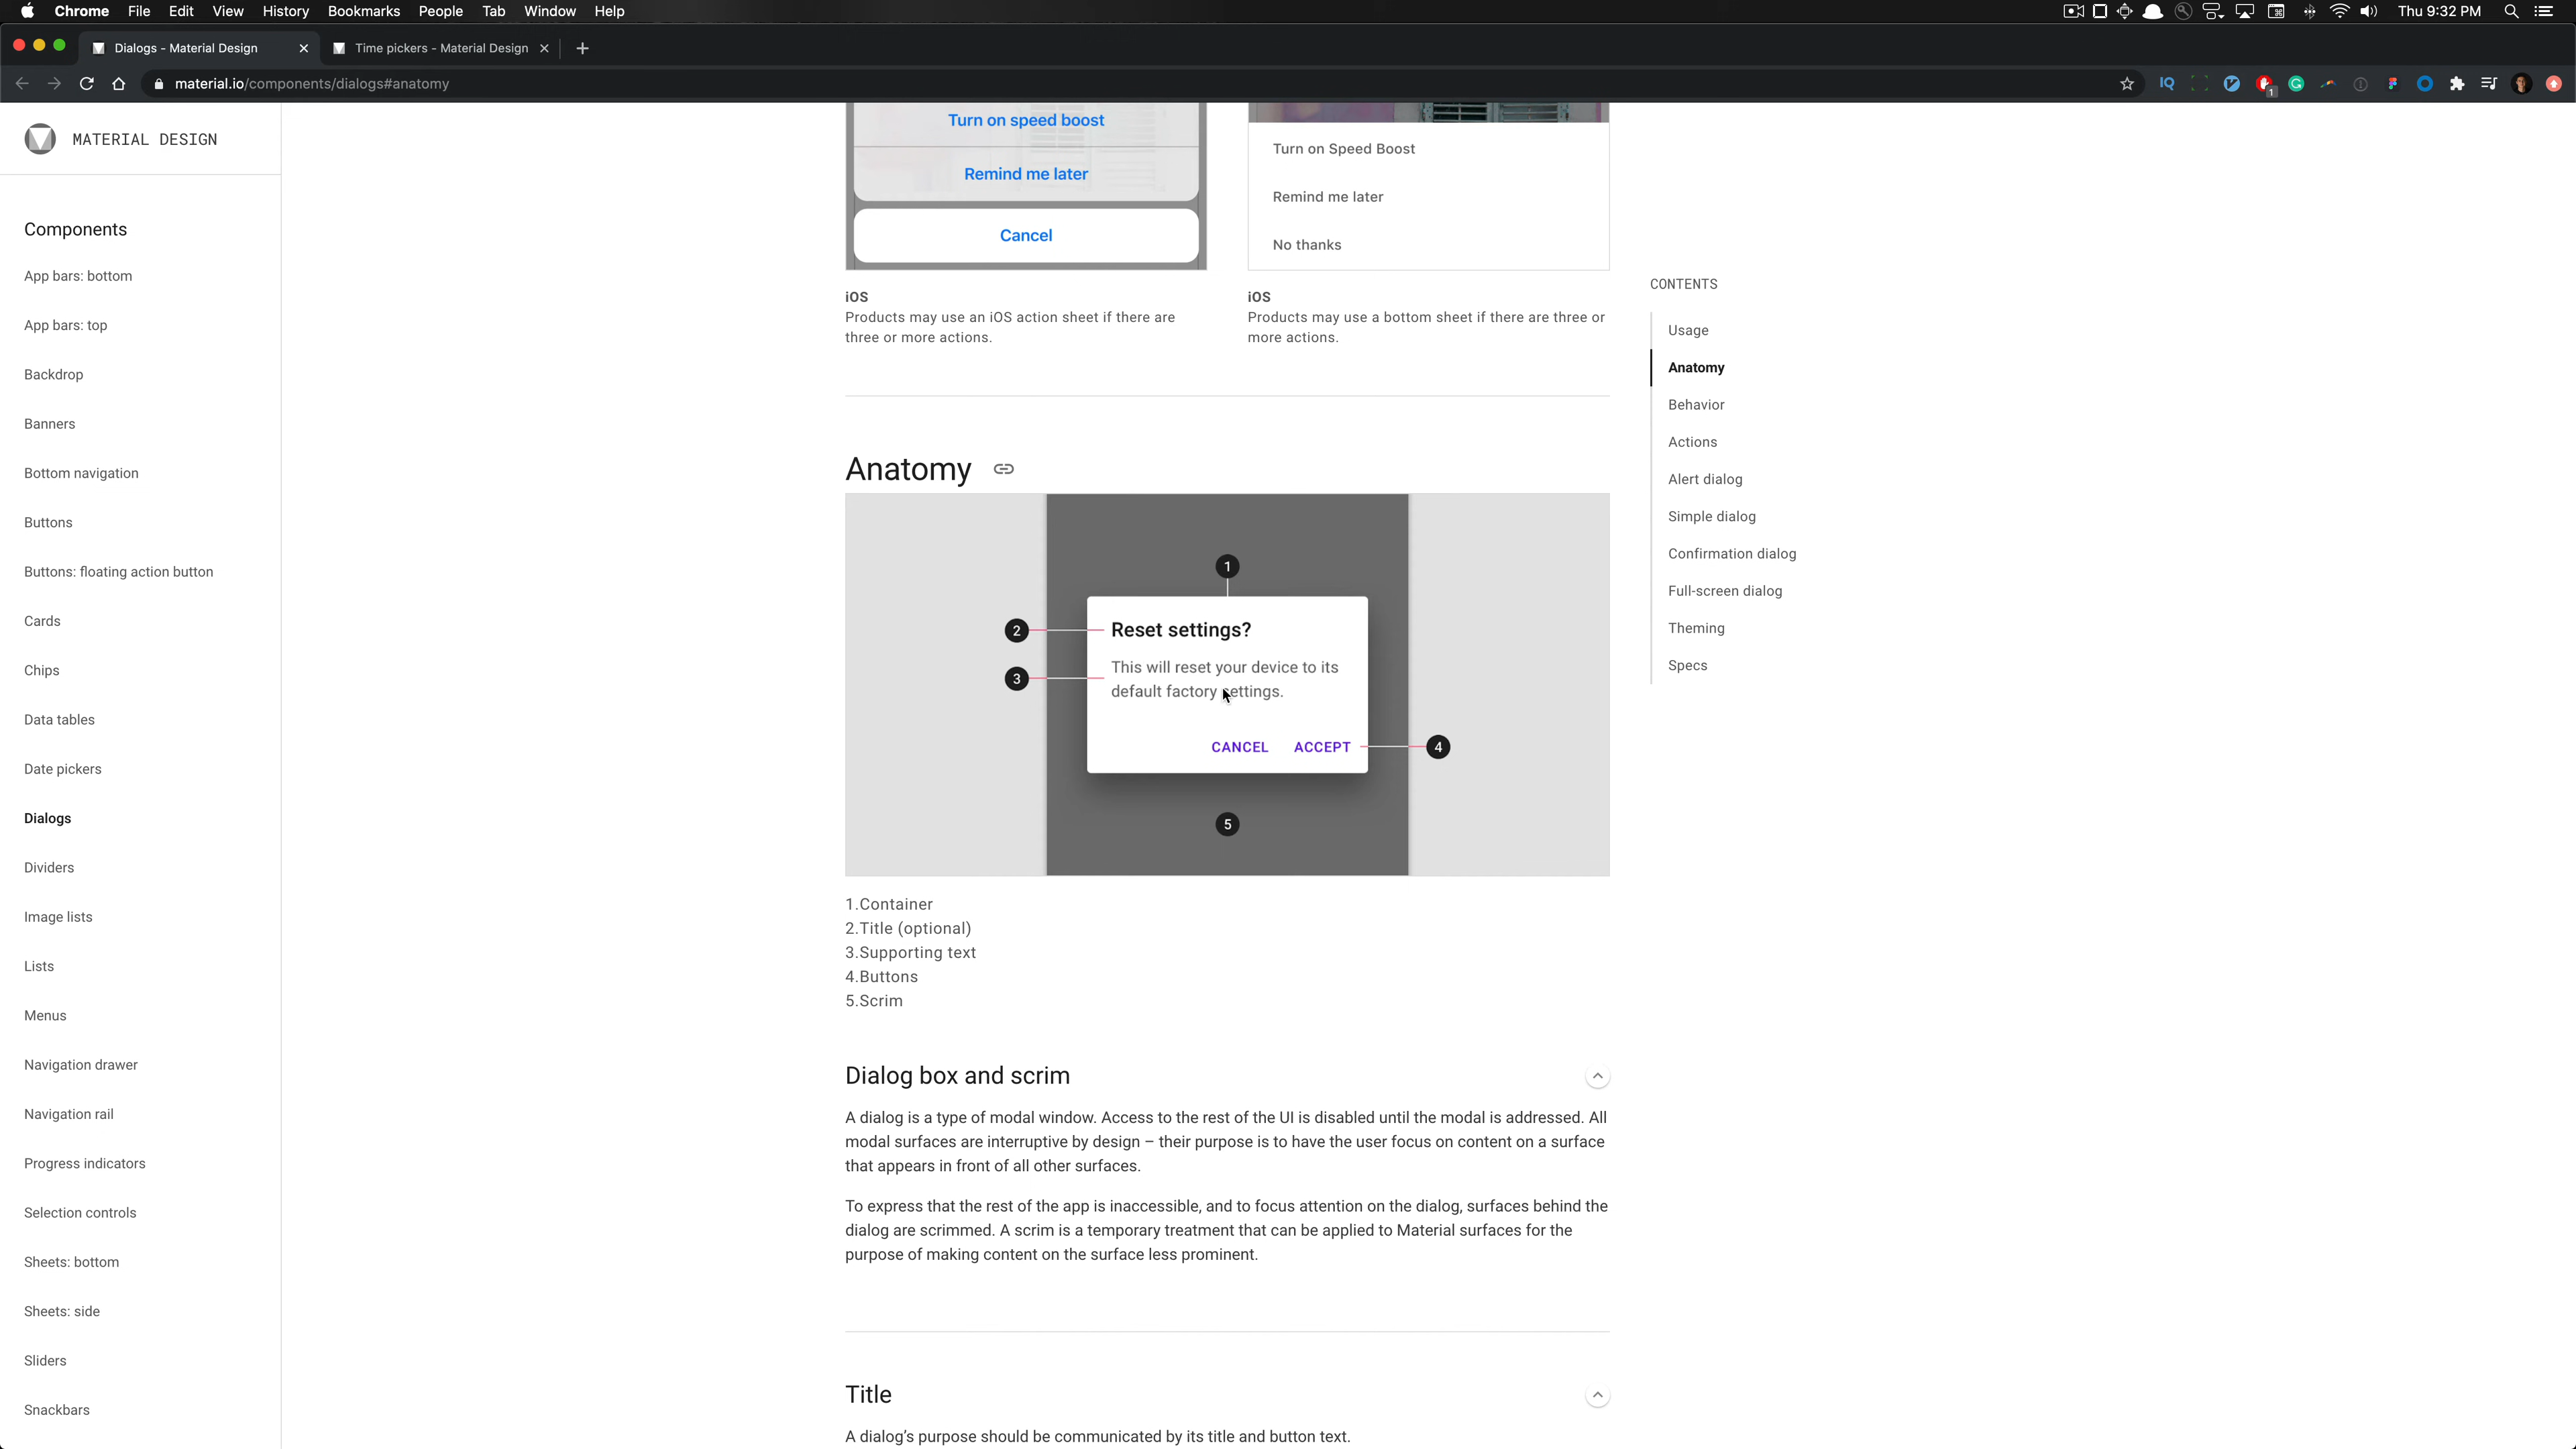 Chrome File Edit View History Bookmarks People Tab Window Help
Thu 9:32 PM
Dialogs - Material Design
Time pickers - Material Design
material.io/components/dialogs#anatomy
IQ
1
MATERIAL DESIGN
Components
App bars: bottom
App bars: top
Backdrop
Banners
Bottom navigation
Buttons
Buttons: floating action button
Cards
Chips
Data tables
Date pickers
Dialogs
Dividers
Image lists
Lists
Menus
Navigation drawer
Navigation rail
Progress indicators
Selection controls
Sheets: bottom
Sheets: side
Sliders
Snackbars
Turn on speed boost
Remind me later
Cancel
iOS
Products may use an iOS action sheet if there are
three or more actions.
Turn on Speed Boost
Remind me later
No thanks
iOS
Products may use a bottom sheet if there are three or
more actions.
Anatomy
1
2
Reset settings?
3
This will reset your device to its
default factory settings.
CANCEL ACCEPT
4
5
1.Container
2.Title (optional)
3.Supporting text
4.Buttons
5.Scrim
Dialog box and scrim
A dialog is a type of modal window. Access to the rest of the UI is disabled until the modal is addressed. All
modal surfaces are interruptive by design – their purpose is to have the user focus on content on a surface
that appears in front of all other surfaces.
To express that the rest of the app is inaccessible, and to focus attention on the dialog, surfaces behind the
dialog are scrimmed. A scrim is a temporary treatment that can be applied to Material surfaces for the
purpose of making content on the surface less prominent.
Title
A dialog's purpose should be communicated by its title and button text.
CONTENTS
Usage
Anatomy
Behavior
Actions
Alert dialog
Simple dialog
Confirmation dialog
Full-screen dialog
Theming
Specs